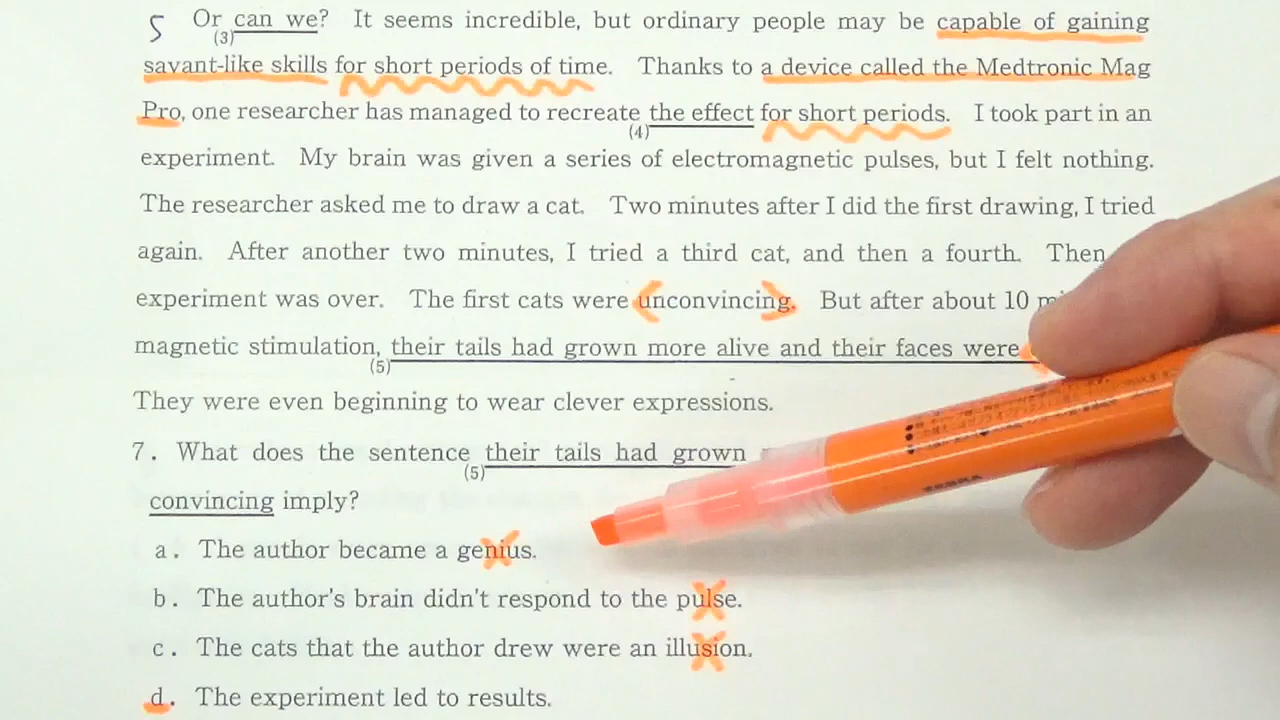 5 Or can we? It seems incredible, but ordinary people may be capable of gaining
(3)
savant-like skills for short periods of time. Thanks to a device called the Medtronic Mag
Pro, one researcher has managed to recreate the effect for short periods. I took part in an
(4)
experiment. My brain was given a series of electromagnetic pulses, but I felt nothing.
The researcher asked me to draw a cat. Two minutes after I did the first drawing, I tried
again. After another two minutes, I tried a third cat, and then a fourth. Then
experiment was over. The first cats were unconvincing. But after about 10
magnetic stimulation, their tails had grown more alive and their faces were
(5)
They were even beginning to wear clever expressions.
7. What does the sentence their tails had grown
(5)
convincing imply?
a. The author became a genius.
b. The author's brain didn't respond to the pulse.
c. The cats that the author drew were an illusion.
d. The experiment led to results.
ZEBRA